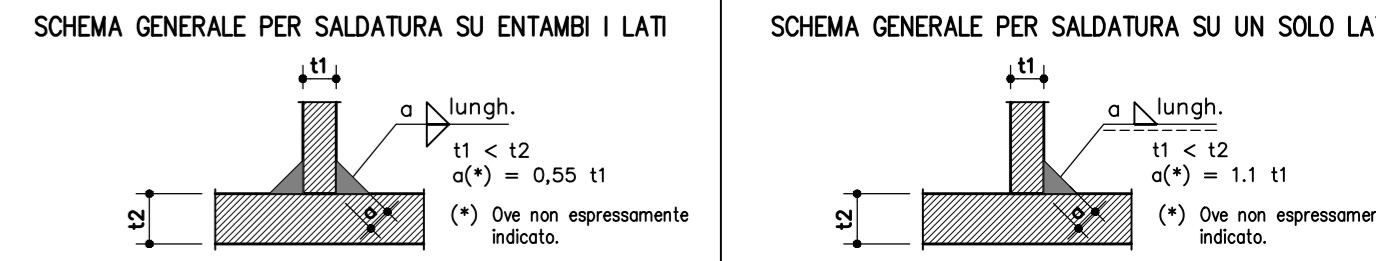 SCHEMA GENERALE PER SALDATURA SU ENTAMBI I LATI
t1
a lungh.
t1 < t2
a(*) = 0,55 t1
t2
a
(*) Ove non espressamente
indicato.
SCHEMA GENERALE PER SALDATURA SU UN SOLO
t1
a lungh.
t1 < t2
a(*) = 1.1 t1
t2
a
(*) Ove non
indicato.